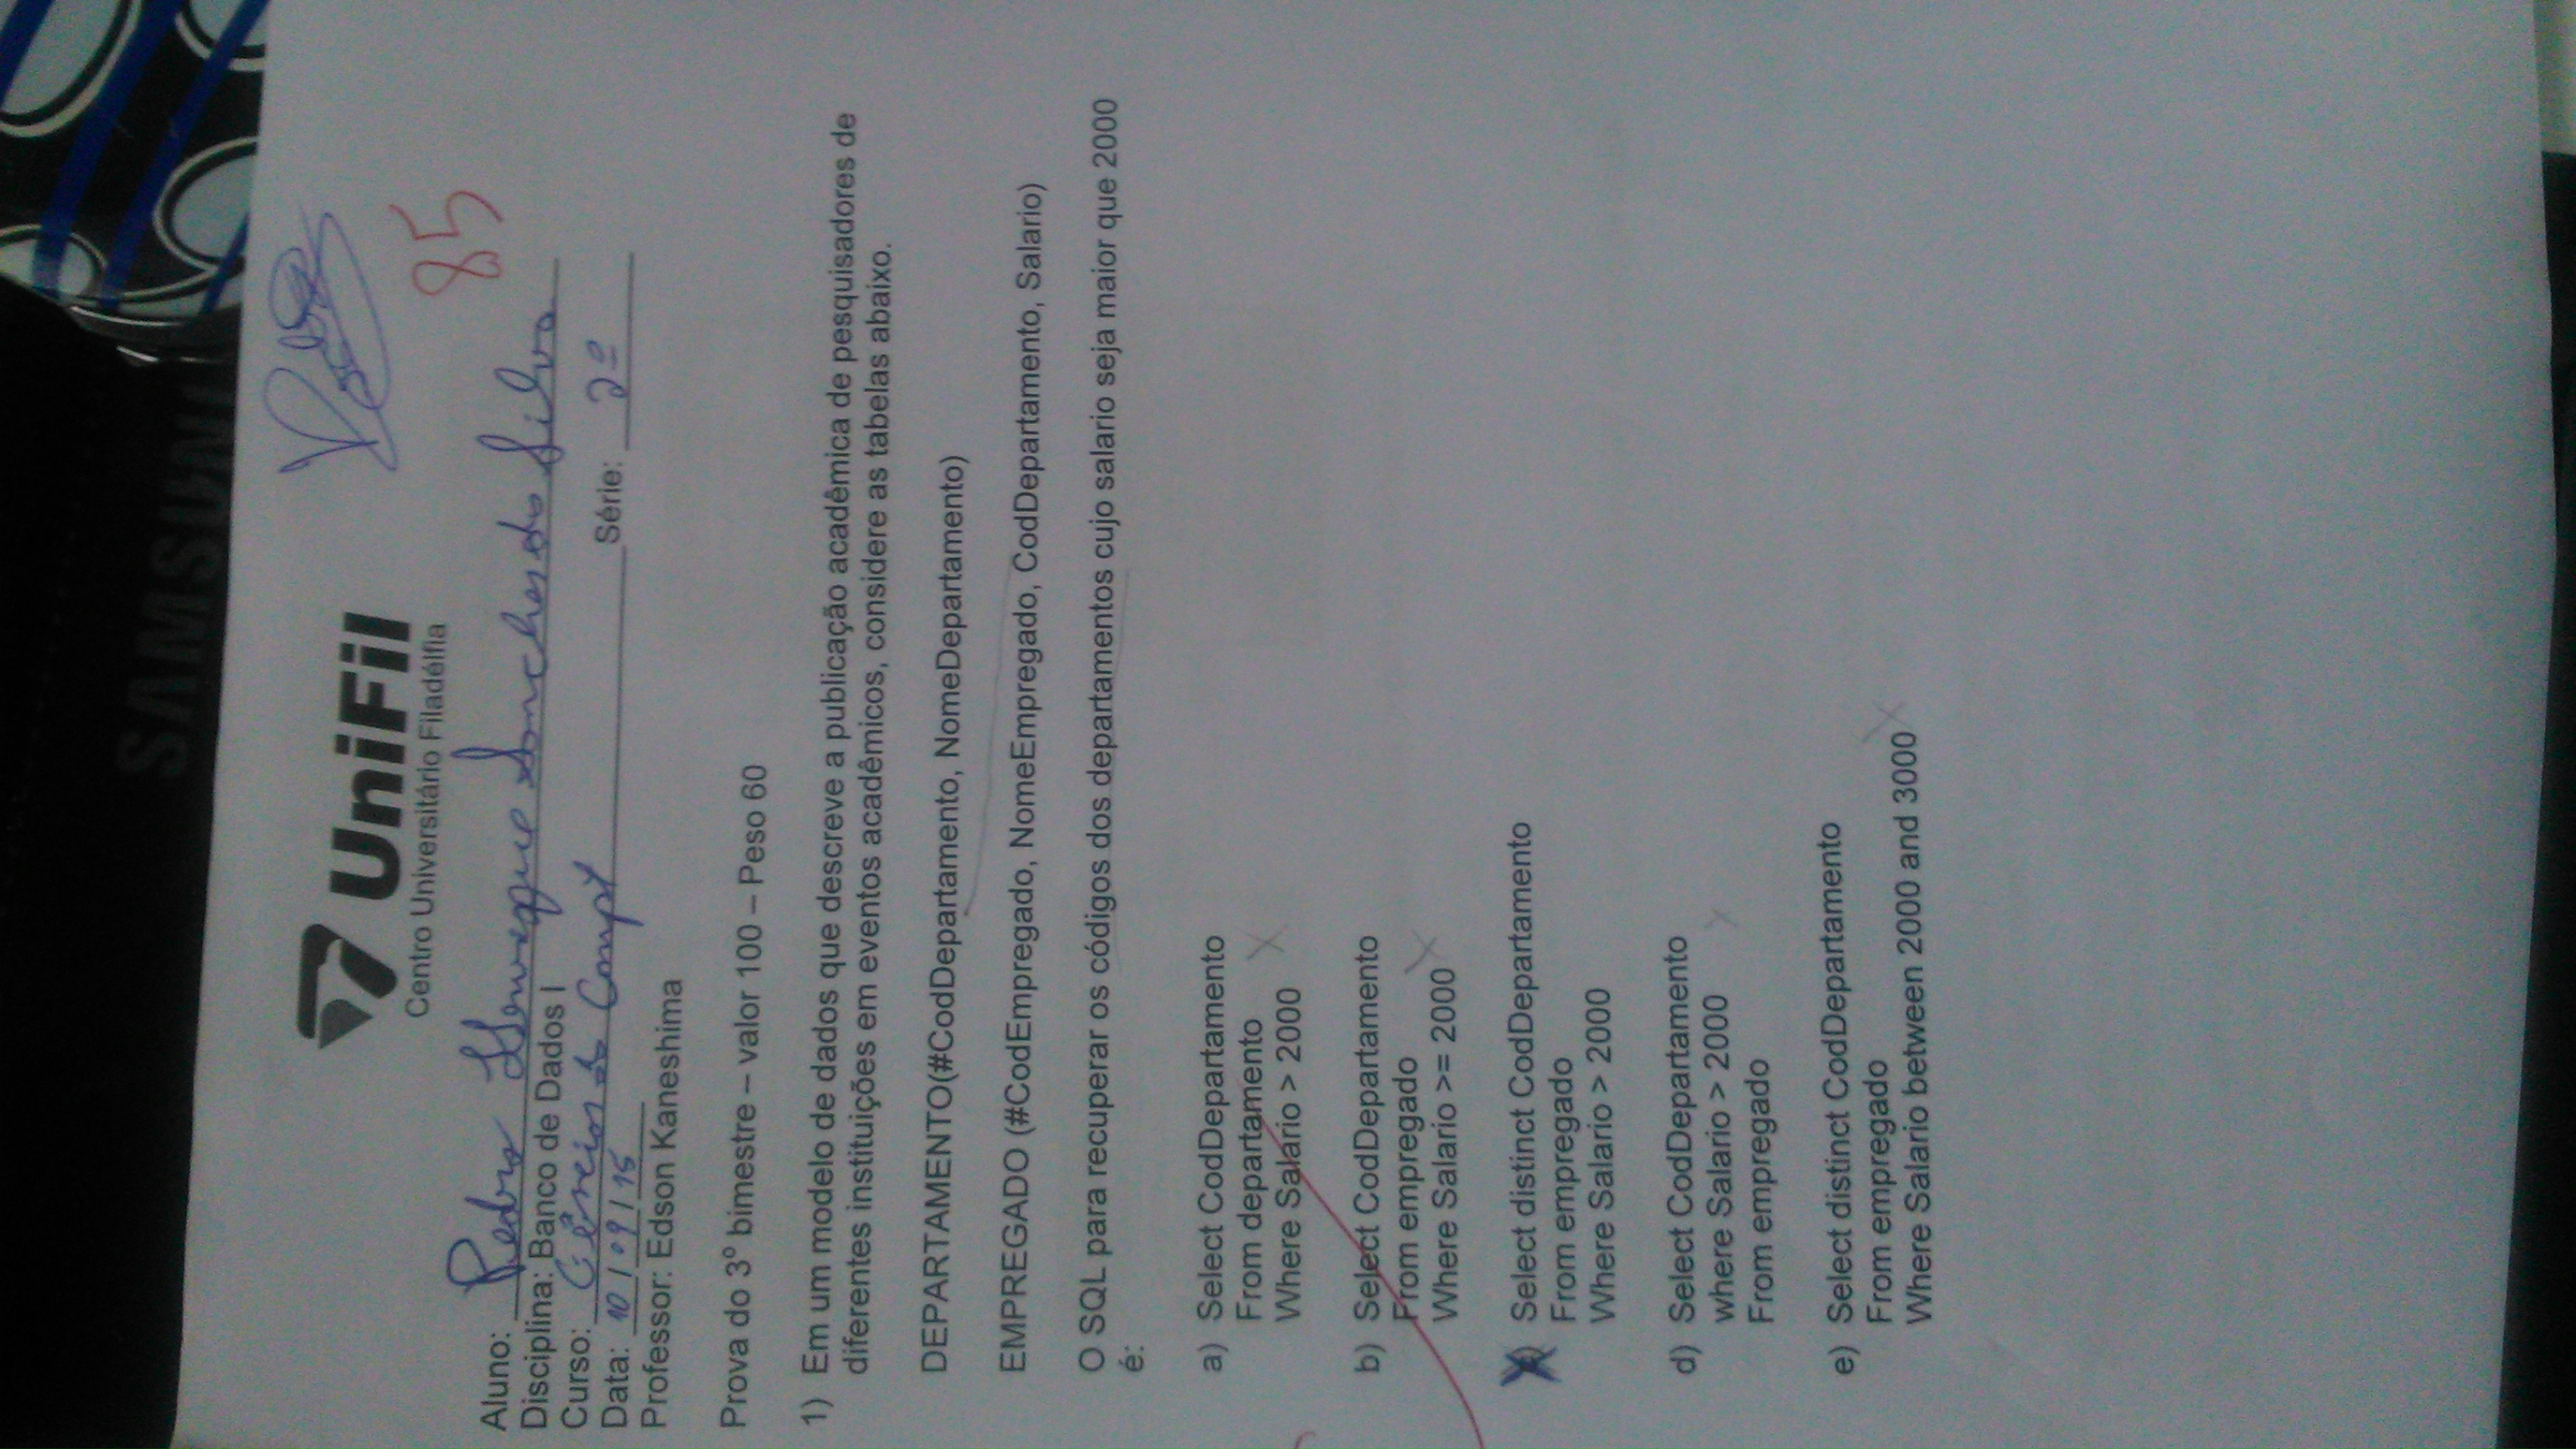 SAMSUN
UniFil
Centro Universitário Filadélfia
85
Aluno: Pedro Henrique Sanches da Silva
Disciplina: Banco de Dados I
Curso: Ciência da Compt
Série: 2º
Data: 10/09/15
Professor: Edson Kaneshima
Prova do 3º bimestre – valor 100 – Peso 60
1) Em um modelo de dados que descreve a publicação acadêmica de pesquisadores de
diferentes instituições em eventos acadêmicos, considere as tabelas abaixo.
DEPARTAMENTO(#CodDepartamento, NomeDepartamento)
EMPREGADO (#CodEmpregado, NomeEmpregado, CodDepartamento, Salario)
O SQL para recuperar os códigos dos departamentos cujo salario seja maior que 2000
é:
a) Select CodDepartamento
From departamento
Where Salario > 2000
b) Select CodDepartamento
From empregado
Where Salario >= 2000
Select distinct CodDepartamento
From empregado
Where Salario > 2000
d) Select CodDepartamento
where Salario > 2000
From empregado
e) Select distinct CodDepartamento
From empregado
Where Salario between 2000 and 3000